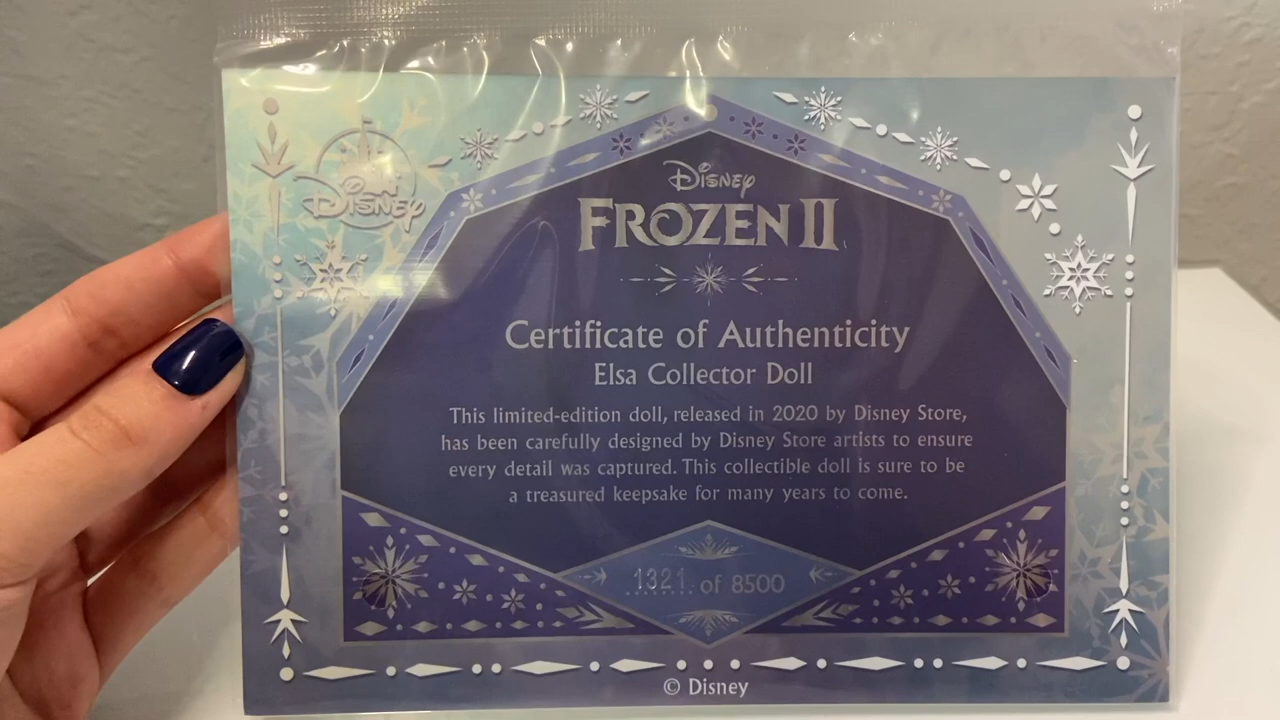 Disney
Disney
FROZEN II
Certificate of Authenticity
Elsa Collector Doll
This limited-edition doll, released in 2020 by Disney Store,
has been carefully designed by Disney Store artists to ensure
every detail was captured. This collectible doll is sure to be
a treasured keepsake for many years to come.
1321 of 8500
© Disney